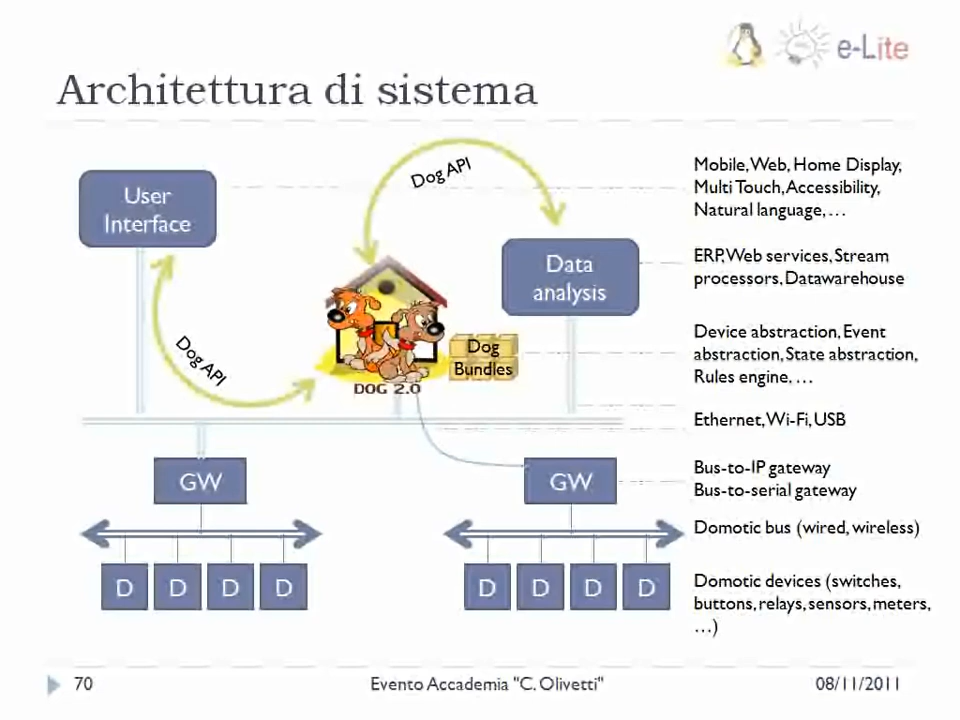 e-Lite
Architettura di sistema
User
Interface
Dog API
Data
analysis
Dog API
Dog
Bundles
DOG 2.0
Mobile, Web, Home Display,
Multi Touch, Accessibility,
Natural language, …
ERP, Web services, Stream
processors, Datawarehouse
Device abstraction, Event
abstraction, State abstraction,
Rules engine, …
Ethernet, Wi-Fi, USB
GW
GW
Bus-to-IP gateway
Bus-to-serial gateway
Domotic bus (wired, wireless)
D D D D
D D D D
Domotic devices (switches,
buttons, relays, sensors, meters,
…)
70
Evento Accademia "C. Olivetti"
08/11/2011